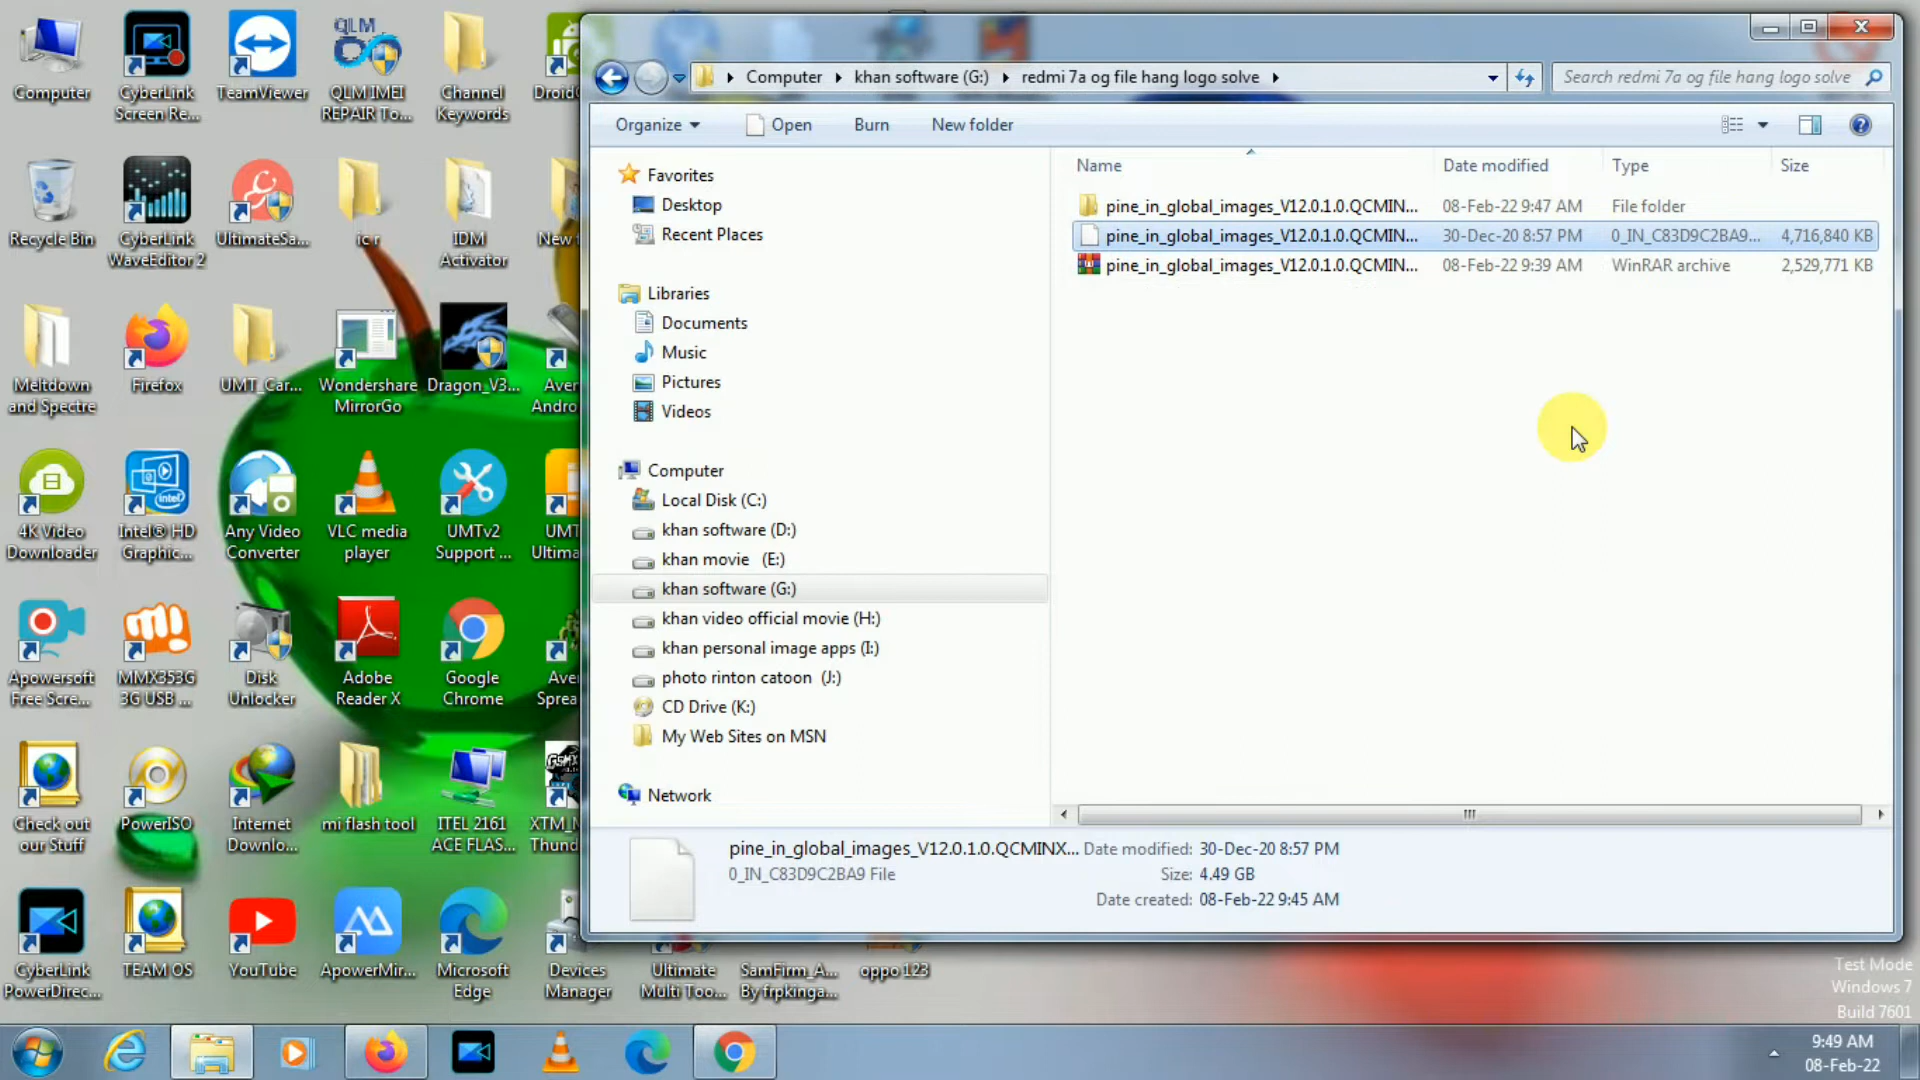 Computer
CyberLink
Screen Re...
TeamViewer
QLM
QLM IMEI
REPAIR To...
Channel
Keywords
Recycle Bin
CyberLink
WaveEditor 2
UltimateSa...
ic r
IDM
Activator
Meltdown
and Spectre
Firefox
UMT_Car...
Wondershare
MirrorGo
Dragon_V3...
4K Video
Downloader
Intel® HD
Graphic...
Any Video
Converter
VLC media
player
UMTv2
Support ...
Apowersoft
Free Scre...
MMX353G
3G USB ...
Disk
Unlocker
Adobe
Reader X
Google
Chrome
Check out
our Stuff
PowerISO
Internet
Downlo...
mi flash tool
ITEL 2161
ACE FLAS...
CyberLink
PowerDirec...
TEAM OS
YouTube
ApowerMir...
Microsoft
Edge
Devices
Manager
Ultimate
Multi Too...
SamFirm_A...
By frpkinga...
oppo 123
Computer
khan software (G:)
redmi 7a og file hang logo solve
Search redmi 7a og file hang logo solve
Organize
Open
Burn
New folder
Favorites
Desktop
Recent Places
Libraries
Documents
Music
Pictures
Videos
Computer
Local Disk (C:)
khan software (D:)
khan movie (E:)
khan software (G:)
khan video official movie (H:)
khan personal image apps (I:)
photo rinton catoon (J:)
CD Drive (K:)
My Web Sites on MSN
Network
Name Date modified Type Size
pine_in_global_images_V12.0.1.0.QCMIN... 08-Feb-22 9:47 AM File folder
pine_in_global_images_V12.0.1.0.QCMIN... 30-Dec-20 8:57 PM 0_IN_C83D9C2BA9... 4,716,840 KB
pine_in_global_images_V12.0.1.0.QCMIN... 08-Feb-22 9:39 AM WinRAR archive 2,529,771 KB
pine_in_global_images_V12.0.1.0.QCMINX... Date modified: 30-Dec-20 8:57 PM
0_IN_C83D9C2BA9 File Size: 4.49 GB
Date created: 08-Feb-22 9:45 AM
Test Mode
Windows 7
Build 7601
9:49 AM
08-Feb-22